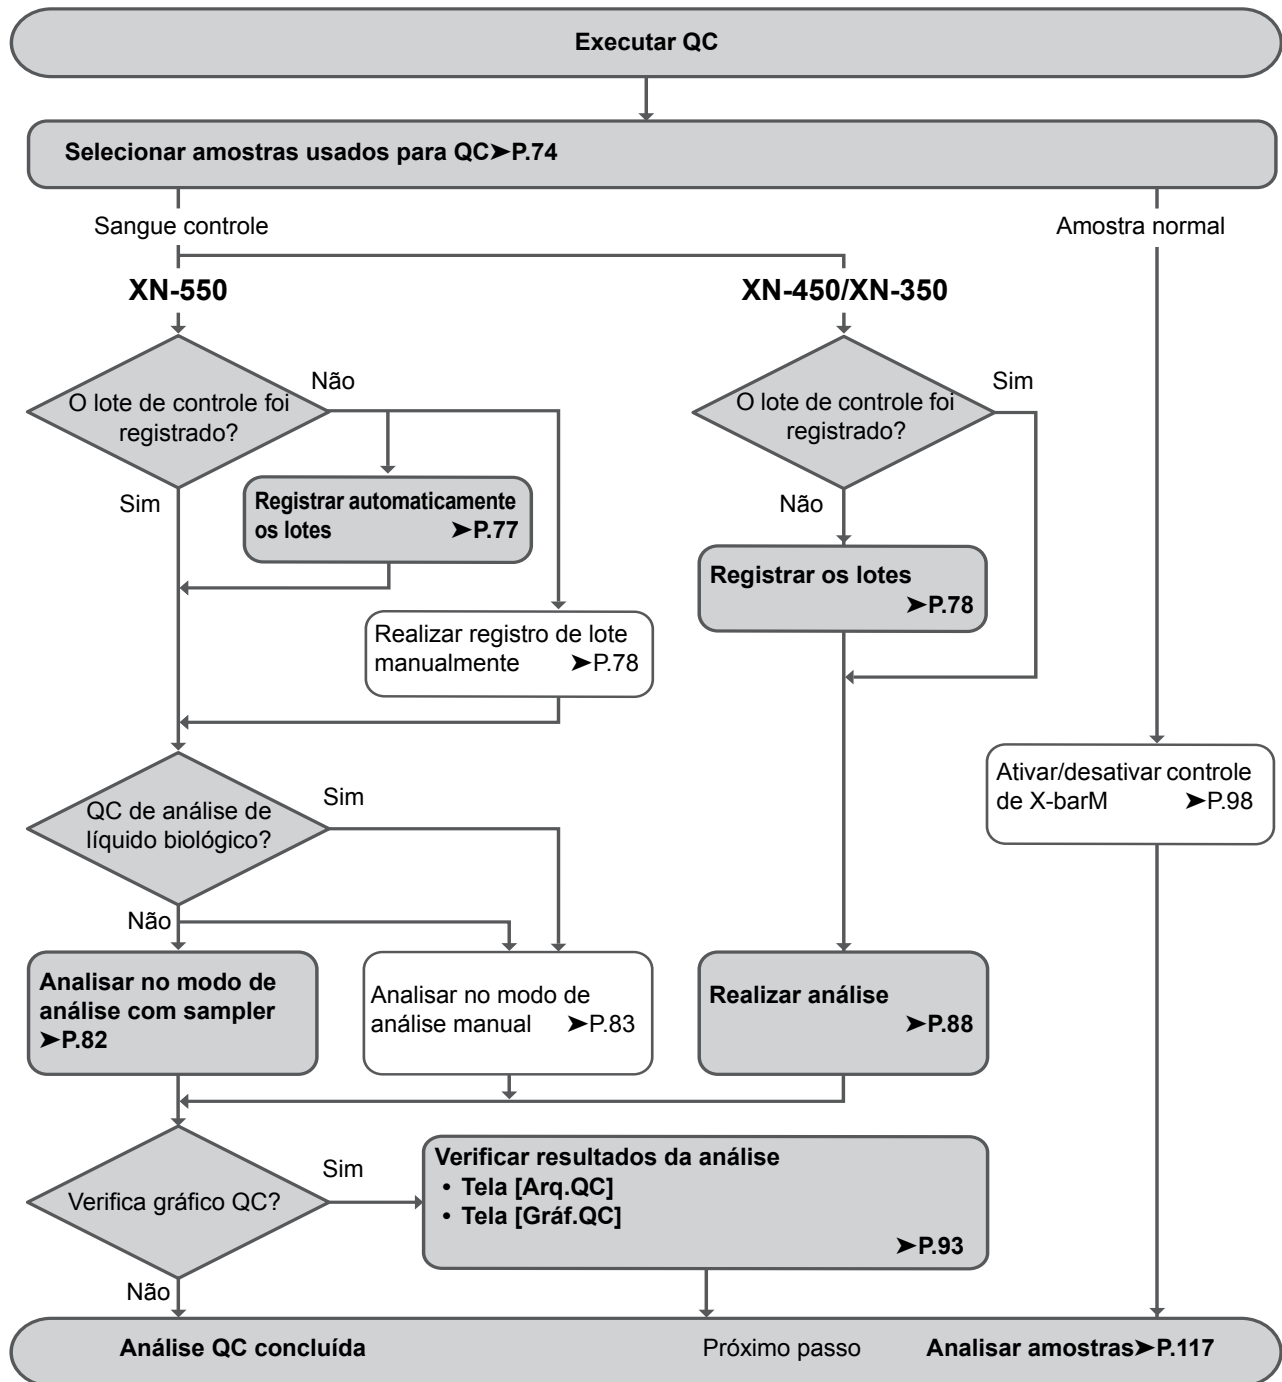 Executar QC
Selecionar amostras usados para QC➤P.74
Sangue controle
Amostra normal
XN-550
XN-450/XN-350
Não
Sim
O lote de controle foi
registrado?
O lote de controle foi
registrado?
Sim
Registrar automaticamente
os lotes ➤P.77
Não
Registrar os lotes
➤P.78
Realizar registro de lote
manualmente ➤P.78
Ativar/desativar controle
de X-barM ➤P.98
QC de análise de
líquido biológico?
Sim
Não
Analisar no modo de
análise com sampler
➤P.82
Analisar no modo de
análise manual ➤P.83
Realizar análise
➤P.88
Verifica gráfico QC?
Sim
Verificar resultados da análise
• Tela [Arq.QC]
• Tela [Gráf.QC]
➤P.93
Não
Análise QC concluída
Próximo passo
Analisar amostras➤P.117